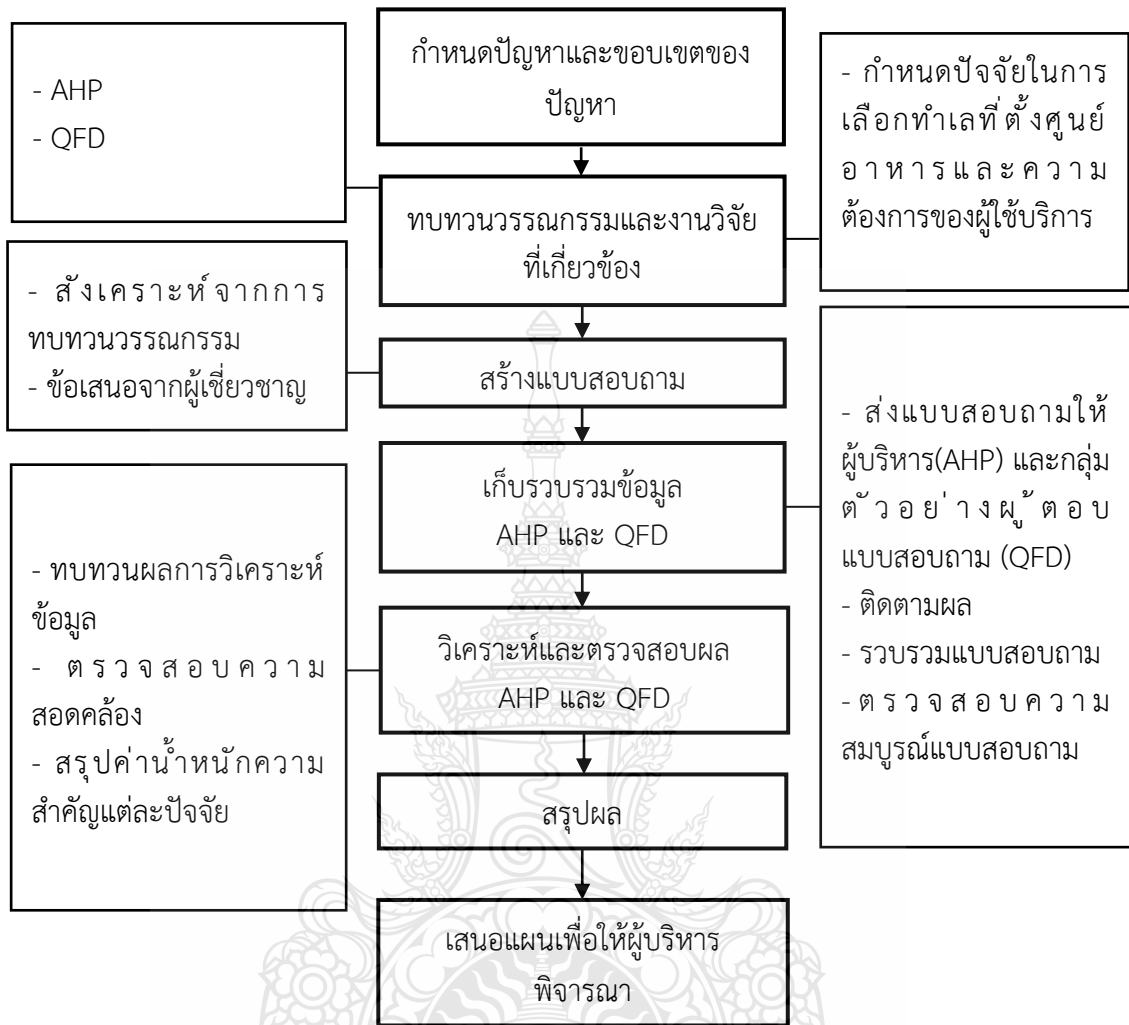 กำหนดปัญหาและขอบเขตของ
ปัญหา
- AHP
- QFD
- กำหนดปัจจัยในการ
เลือกทำเลที่ตั้งศูนย์
อาหารและความ
ต้องการของผู้ใช้บริการ
ทบทวนวรรณกรรมและงานวิจัย
ที่เกี่ยวข้อง
- สังเคราะห์จากการ
ทบทวนวรรณกรรม
- ข้อเสนอจากผู้เชี่ยวชาญ
สร้างแบบสอบถาม
เก็บรวบรวมข้อมูล
AHP และ QFD
- ส่งแบบสอบถามให้
ผู้บริหาร(AHP) และกลุ่ม
ตัวอย่างผู้ตอบ
แบบสอบถาม (QFD)
- ติดตามผล
- รวบรวมแบบสอบถาม
- ตรวจสอบความ
สมบูรณ์แบบสอบถาม
- ทบทวนผลการวิเคราะห์
ข้อมูล
- ตรวจสอบความ
สอดคล้อง
- สรุปค่าน้ำหนักความ
สำคัญแต่ละปัจจัย
วิเคราะห์และตรวจสอบผล
AHP และ QFD
สรุปผล
เสนอแผนเพื่อให้ผู้บริหาร
พิจารณา